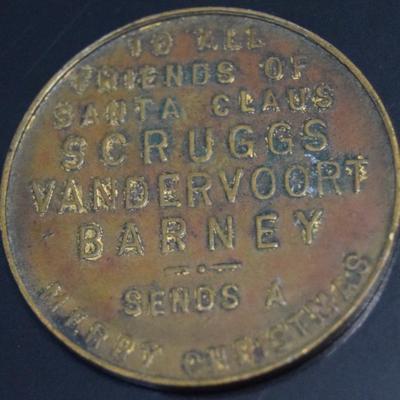 TO ALL
FRIENDS OF
SANTA CLAUS
SCRUGGS
VANDERVOORT
BARNEY
SENDS A
MERRY CHRISTMAS